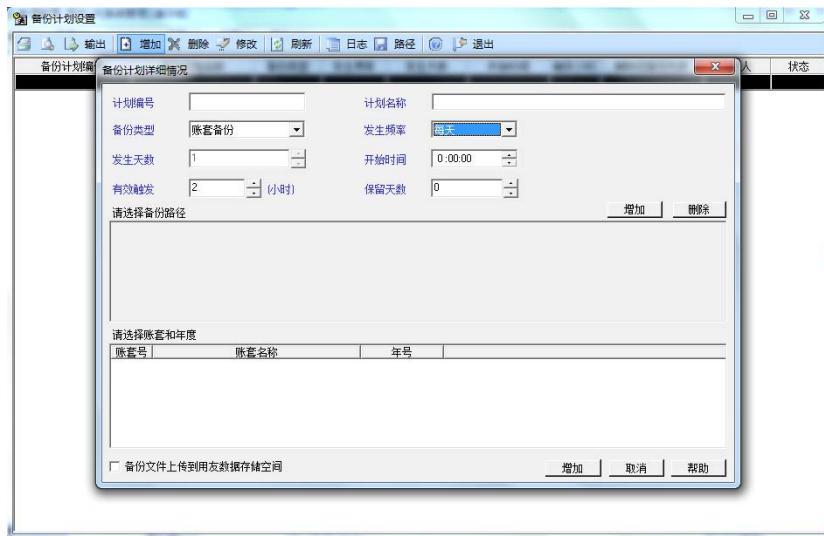 备份计划设置
输出 增加 删除 修改 刷新 日志 路径 退出
备份计划编 人 状态
备份计划详细情况
计划编号 计划名称
备份类型 账套备份 发生频率 每天
发生天数 1 开始时间 0:00:00
有效触发 2 (小时) 保留天数 0
请选择备份路径 增加 删除
请选择账套和年度
账套号 账套名称 年号
备份文件上传到用友数据存储空间 增加 取消 帮助